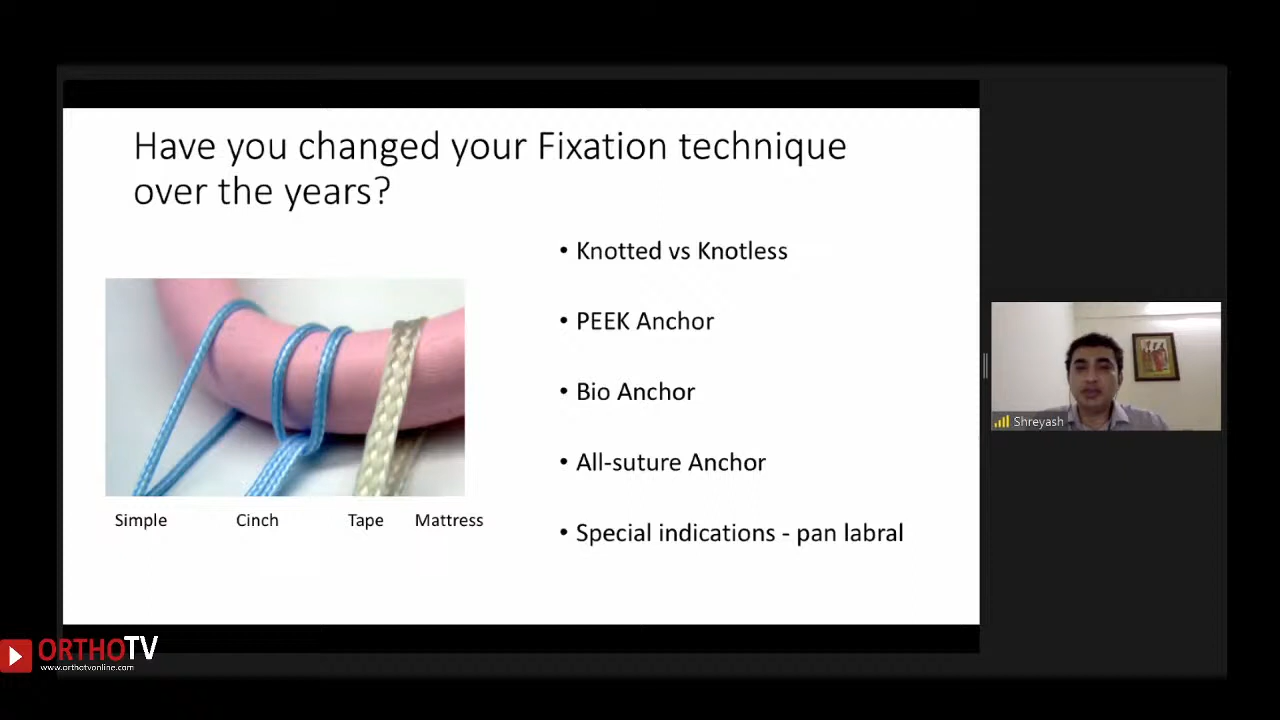 Have you changed your Fixation technique
over the years?
• Knotted vs Knotless
• PEEK Anchor
• Bio Anchor
• All-suture Anchor
• Special indications - pan labral
Simple Cinch Tape Mattress
Shreyash
ORTHOTV
www.orthotvonline.com